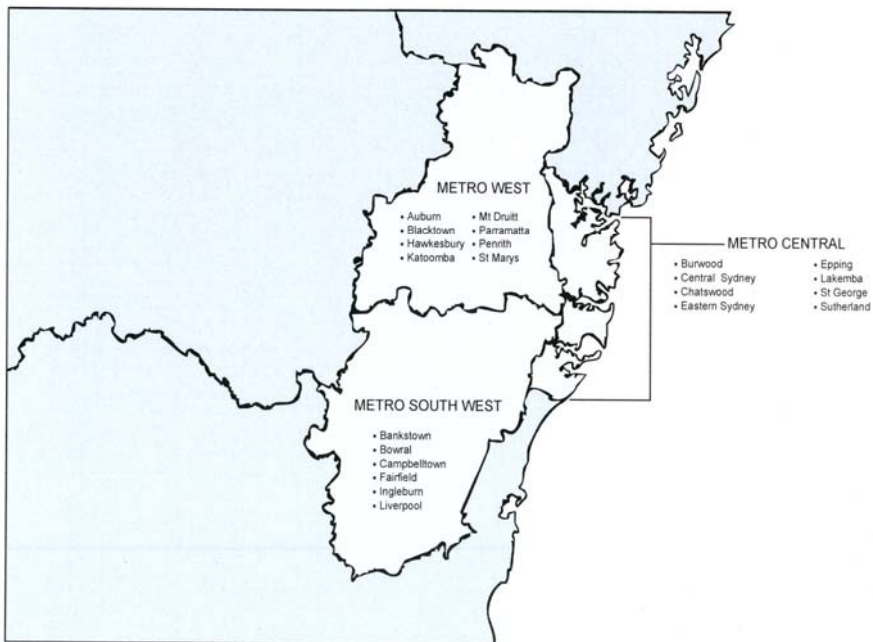 METRO WEST
• Auburn
• Blacktown
• Hawkesbury
• Katoomba
• Mt Druitt
• Parramatta
• Penrith
• St Marys
METRO CENTRAL
• Burwood
• Central Sydney
• Chatswood
• Eastern Sydney
• Epping
• Lakemba
• St George
• Sutherland
METRO SOUTH WEST
• Bankstown
• Bowral
• Campbelltown
• Fairfield
• Ingleburn
• Liverpool